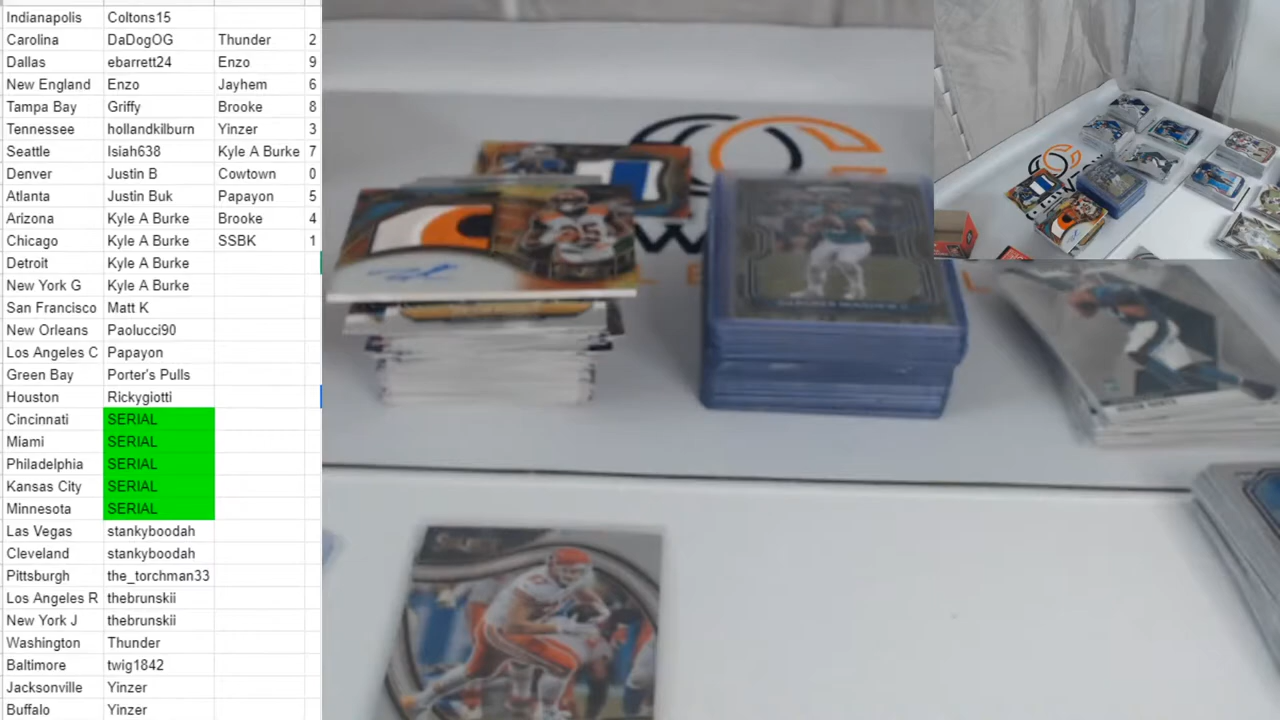 Indianapolis Coltons15
Carolina DaDogOG Thunder 2
Dallas ebarrett24 Enzo 9
New England Enzo Jayhem 6
Tampa Bay Griffy Brooke 8
Tennessee hollandkilburn Yinzer 3
Seattle Isiah638 Kyle A Burke 7
Denver Justin B Cowtown 0
Atlanta Justin Buk Papayon 5
Arizona Kyle A Burke Brooke 4
Chicago Kyle A Burke SSBK 1
Detroit Kyle A Burke
New York G Kyle A Burke
San Francisco Matt K
New Orleans Paolucci90
Los Angeles C Papayon
Green Bay Porter's Pulls
Houston Rickygiotti
Cincinnati SERIAL
Miami SERIAL
Philadelphia SERIAL
Kansas City SERIAL
Minnesota SERIAL
Las Vegas stankyboodah
Cleveland stankyboodah
Pittsburgh the_torchman33
Los Angeles R thebrunskii
New York J thebrunskii
Washington Thunder
Baltimore twig1842
Jacksonville Yinzer
Buffalo Yinzer
SELECT